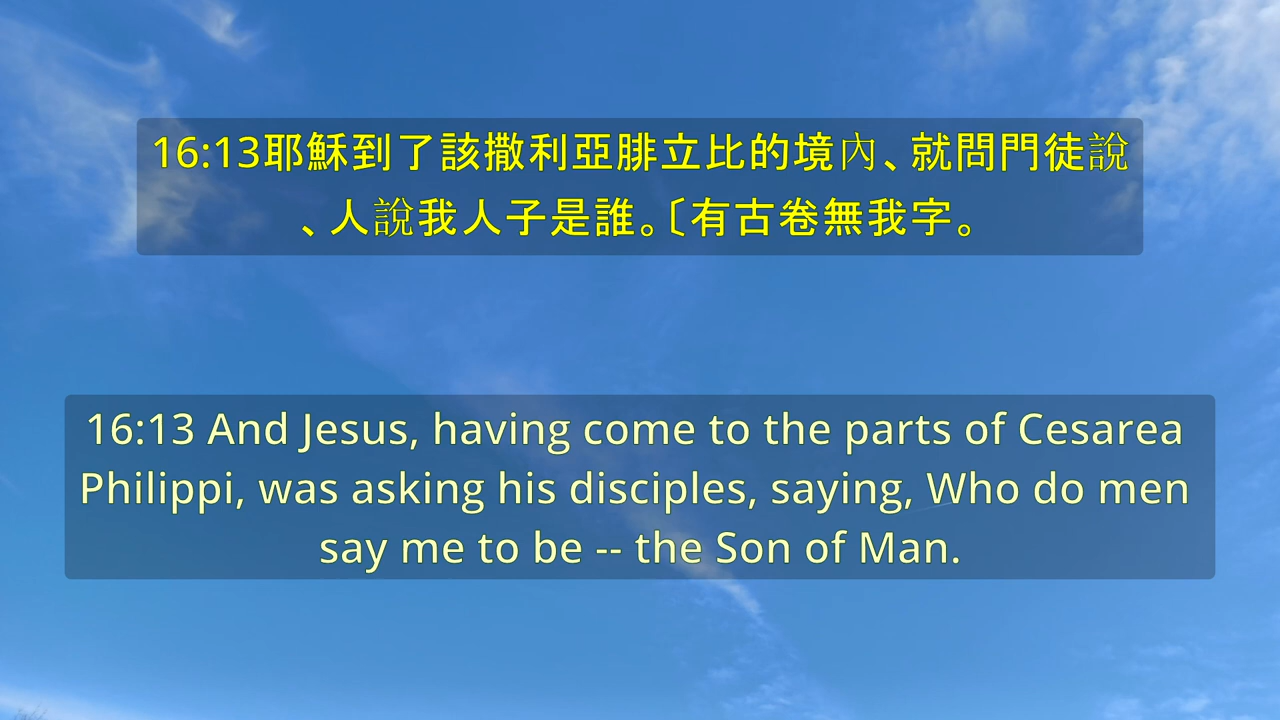 16:13耶穌到了該撒利亞腓立比的境內、就問門徒說
、人說我人子是誰。〔有古卷無我字。
16:13 And Jesus, having come to the parts of Cesarea
Philippi, was asking his disciples, saying, Who do men
say me to be -- the Son of Man.